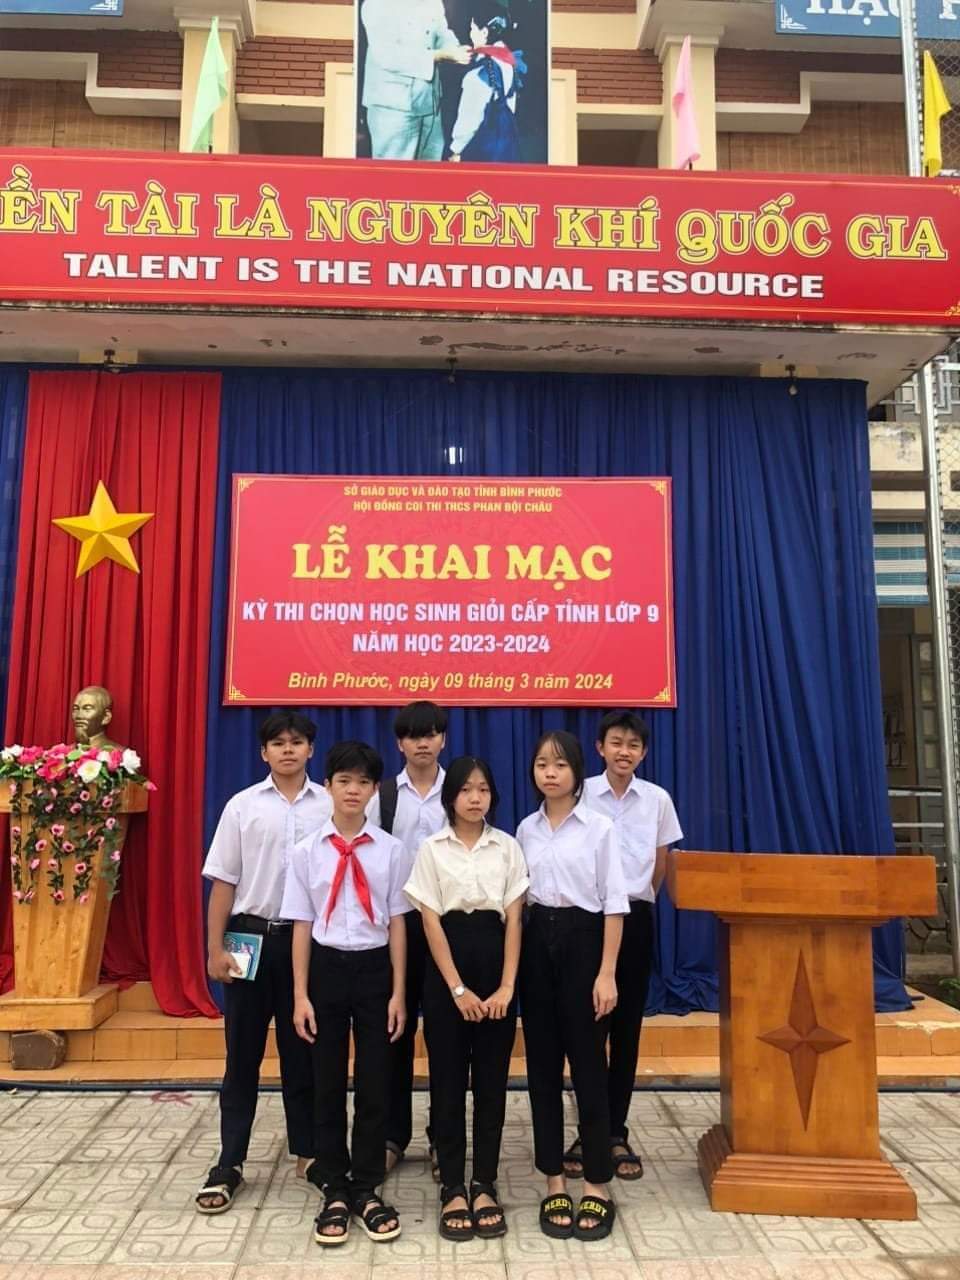 ỀN TÀI LÀ NGUYÊN KHÍ QUỐC GIA
TALENT IS THE NATIONAL RESOURCE
SỞ GIÁO DỤC VÀ ĐÀO TẠO TỈNH BÌNH PHƯỚC
HỘI ĐỒNG COI THI THCS PHAN BỘI CHÂU
LỄ KHAI MẠC
KỲ THI CHỌN HỌC SINH GIỎI CẤP TỈNH LỚP 9
NĂM HỌC 2023-2024
Bình Phước, ngày 09 tháng 3 năm 2024
NERDY NERDY